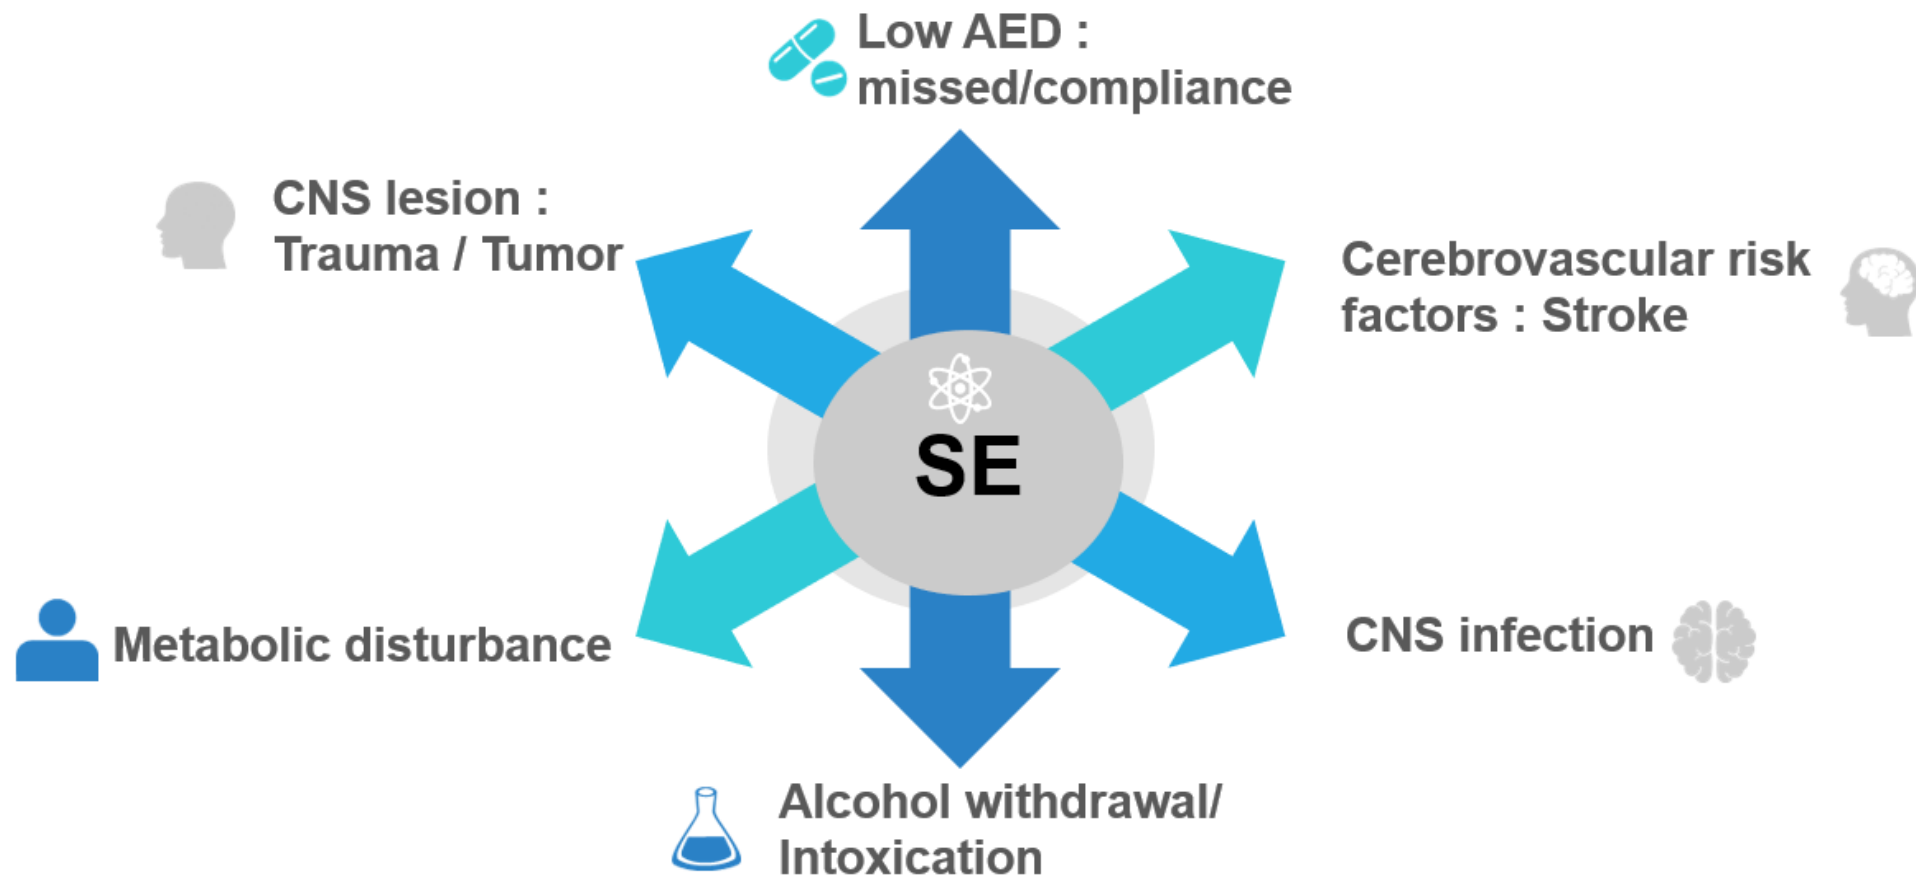 Low AED :
missed/compliance
CNS lesion :
Trauma / Tumor
Cerebrovascular risk
factors : Stroke
SE
Metabolic disturbance
CNS infection
Alcohol withdrawal/
Intoxication